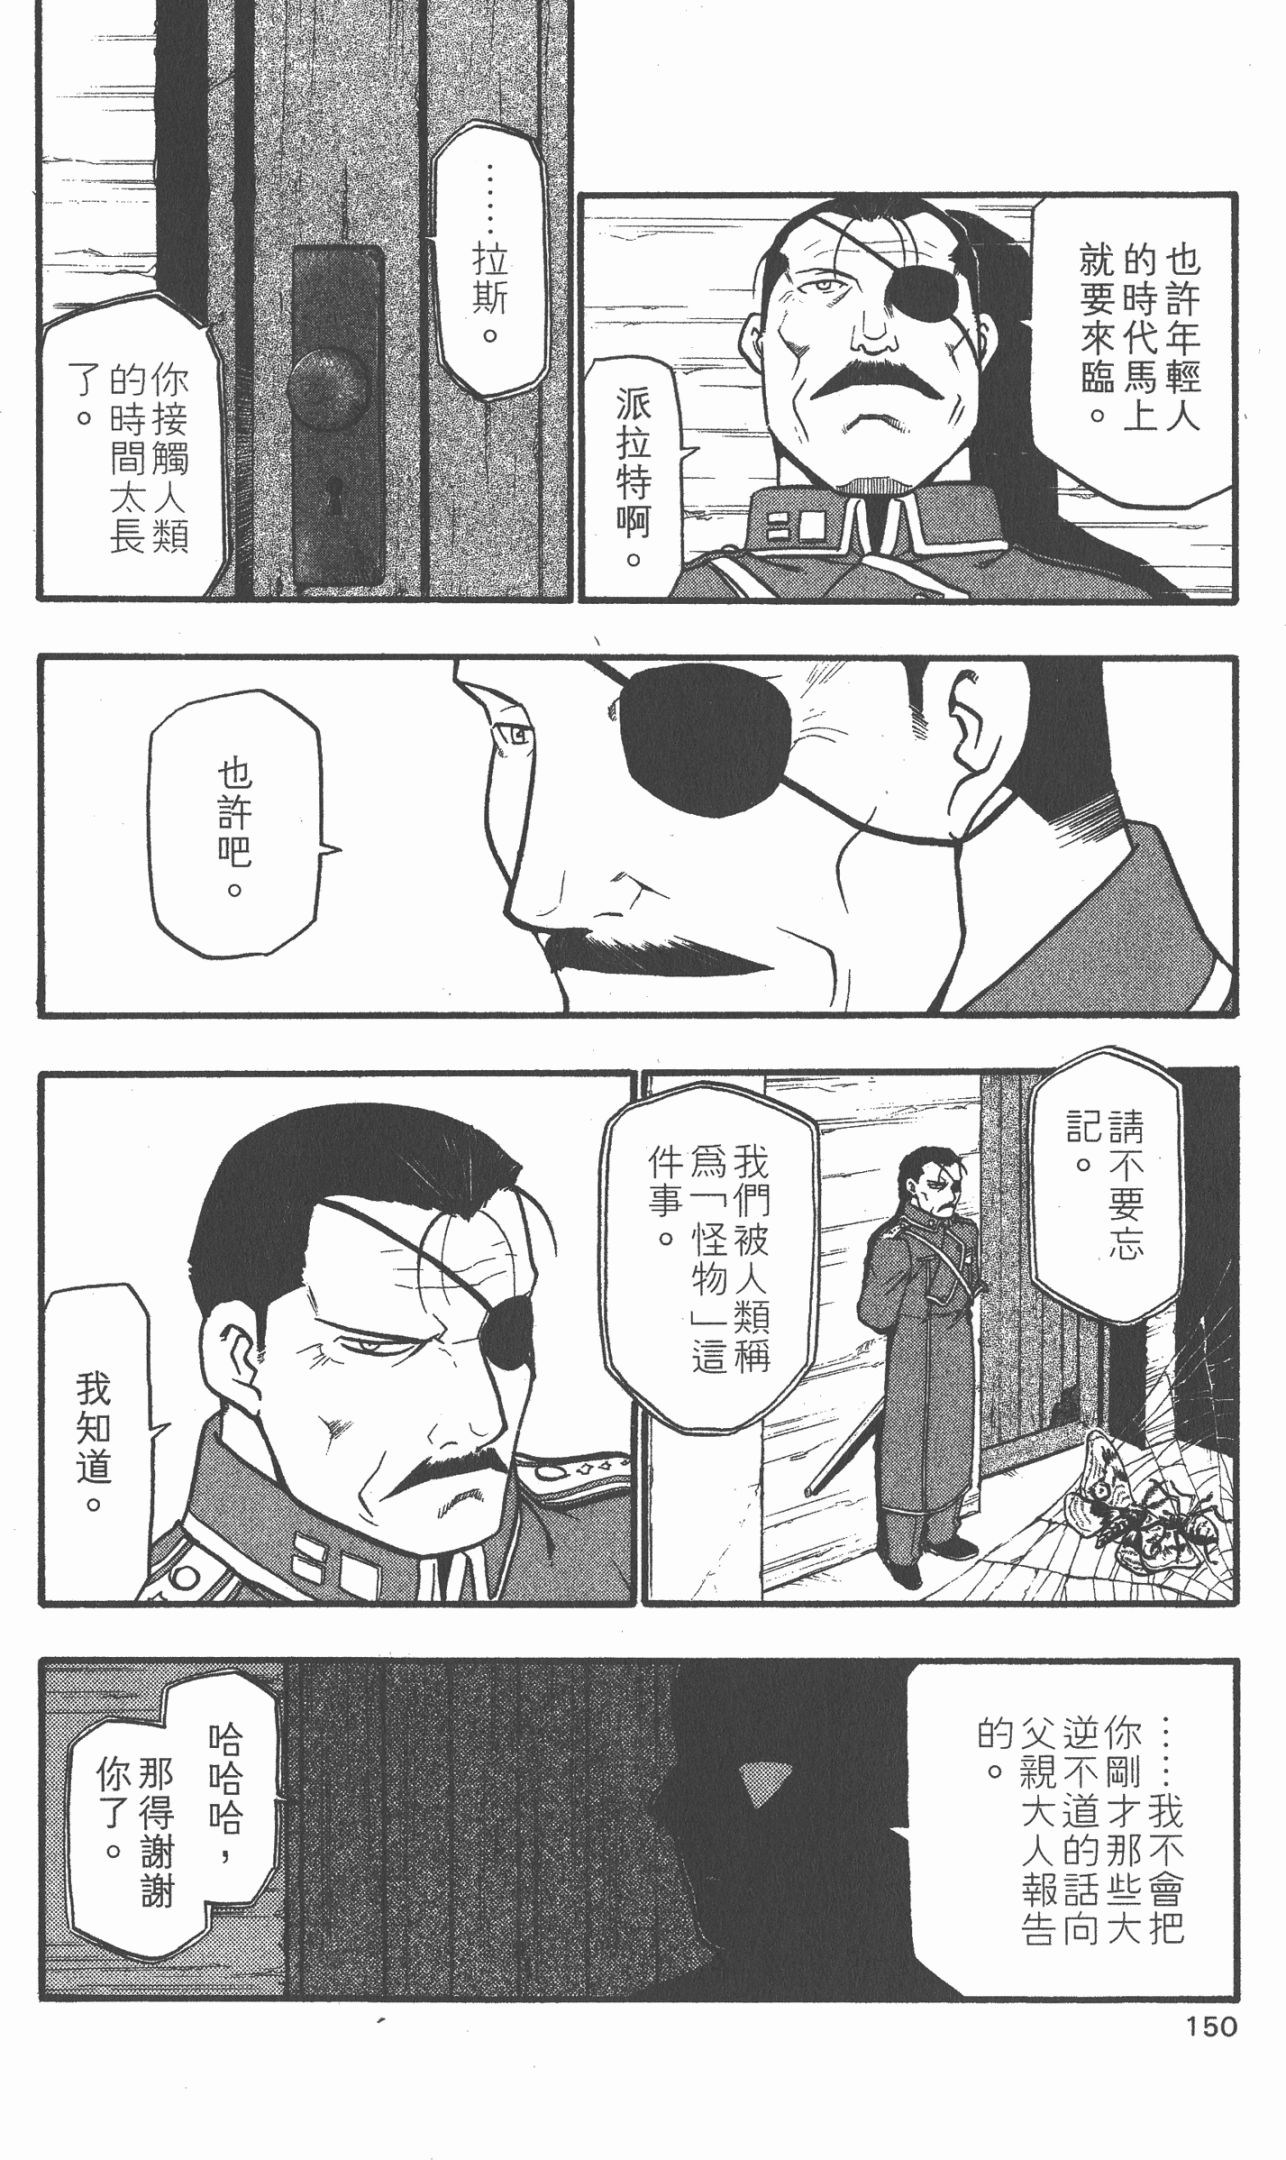 也許年輕人
的時代馬上
就要來臨。
派拉特啊。
……拉斯。
你接觸人類
的時間太長
了。
也許吧。
請不要忘
記。
我們被人類稱
爲「怪物」這
件事。
我知道。
……我不會把
你剛才那些大
逆不道的話向
父親大人報告
的。
哈哈哈，
那得謝謝
你了。
150